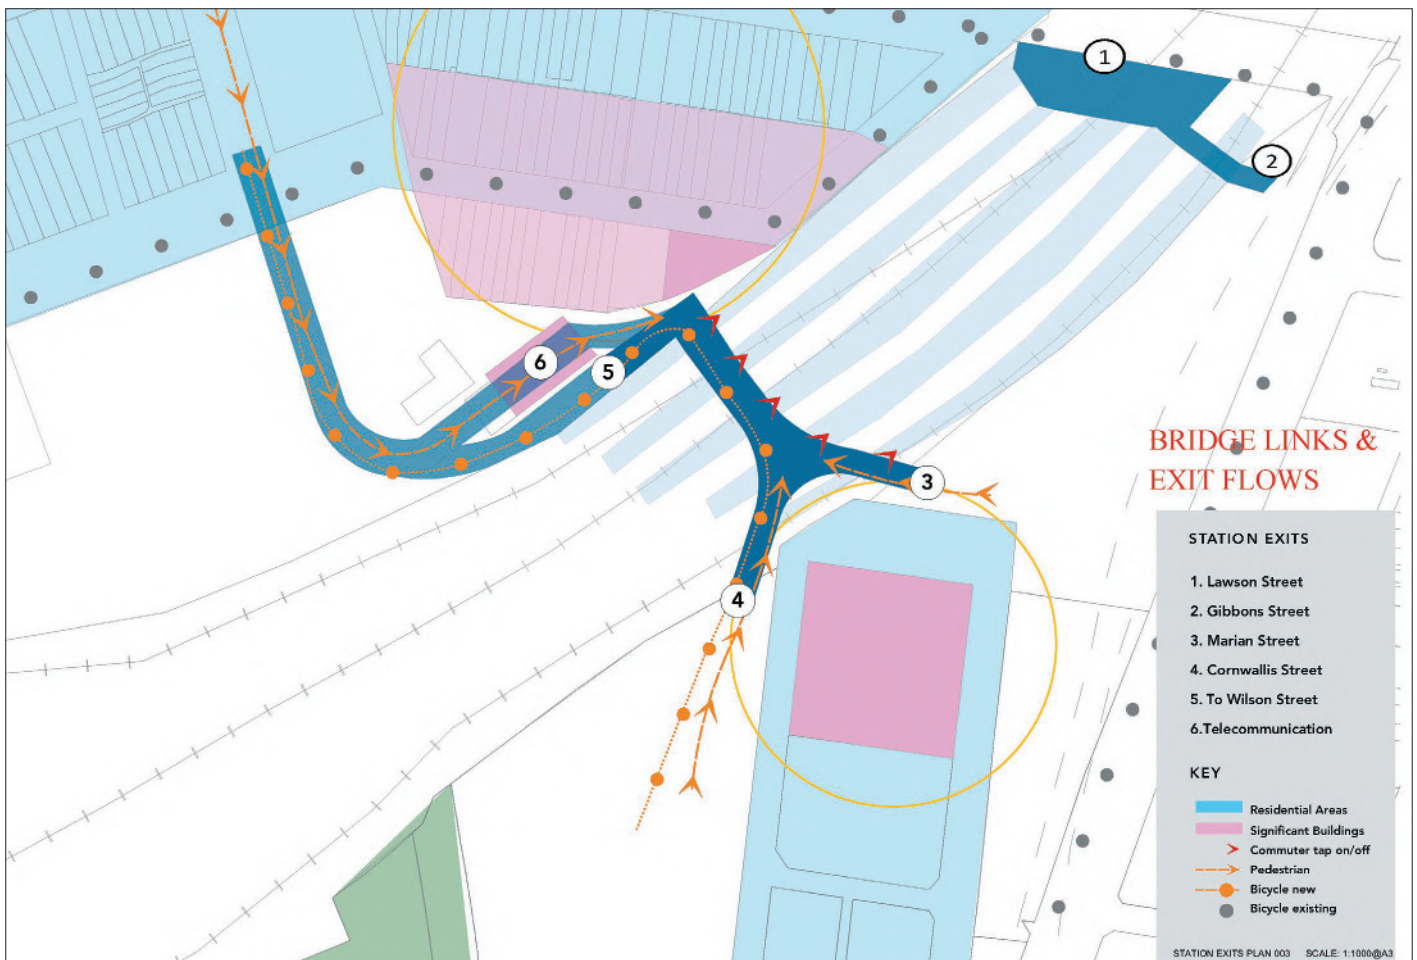 1
2
6
5
3
4
BRIDGE LINKS &
EXIT FLOWS
STATION EXITS
1. Lawson Street
2. Gibbons Street
3. Marian Street
4. Cornwallis Street
5. To Wilson Street
6.Telecommunication
KEY
Residential Areas
Significant Buildings
Commuter tap on/off
Pedestrian
Bicycle new
Bicycle existing
STATION EXITS PLAN 003 SCALE: 1:1000@A3